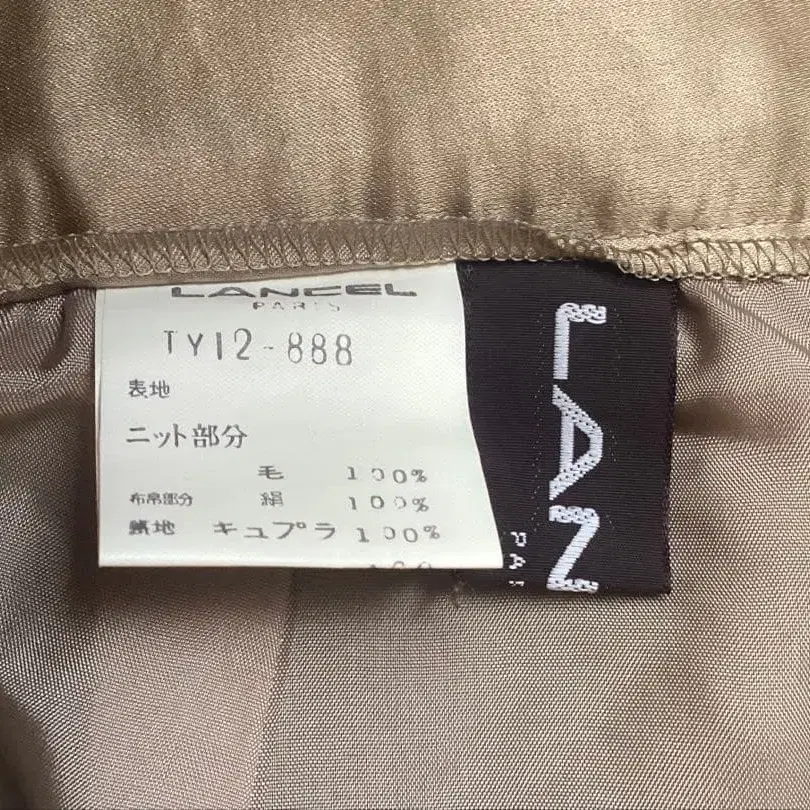 LANCEL
PARIS
TY12-888
表地
ニット部分
毛 100%
布帛部分 絹 100%
裏地 キュプラ 100%
LAN
PA